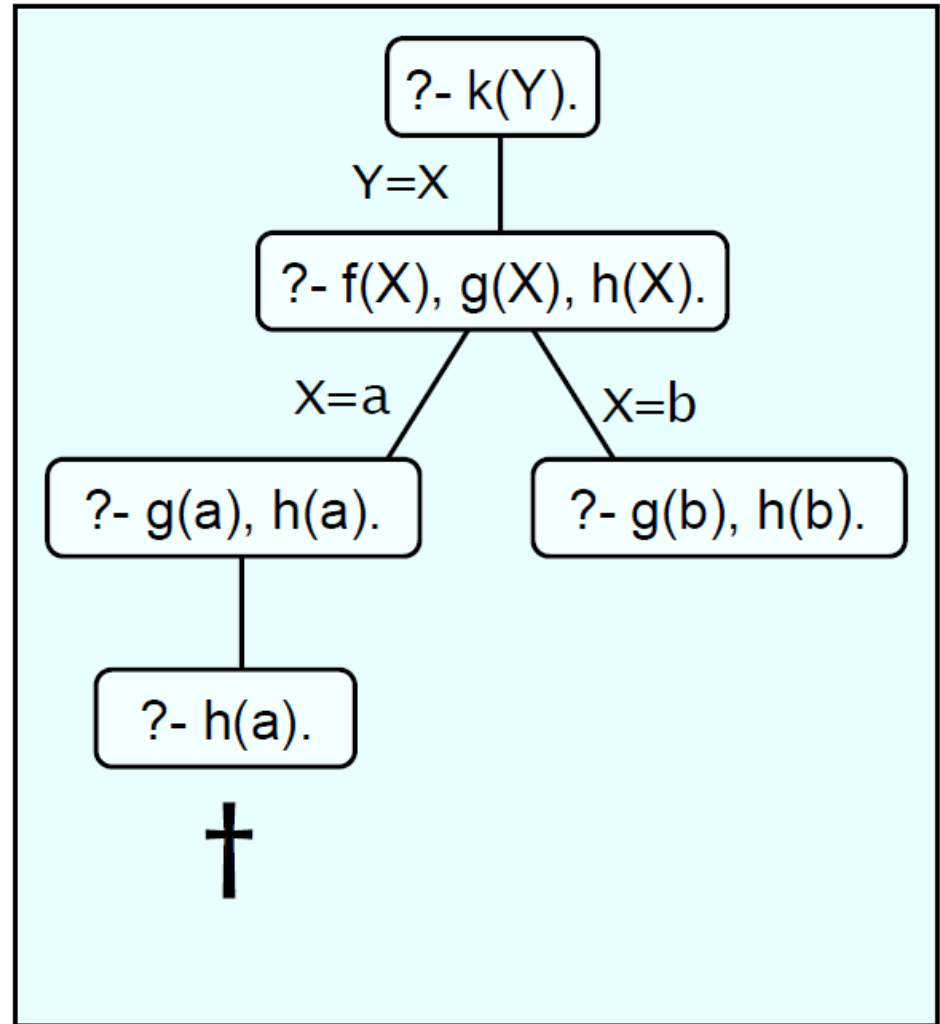 ?- k(Y).
Y=X
?- f(X), g(X), h(X).
X=a
X=b
?- g(a), h(a).
?- g(b), h(b).
?- h(a).
†